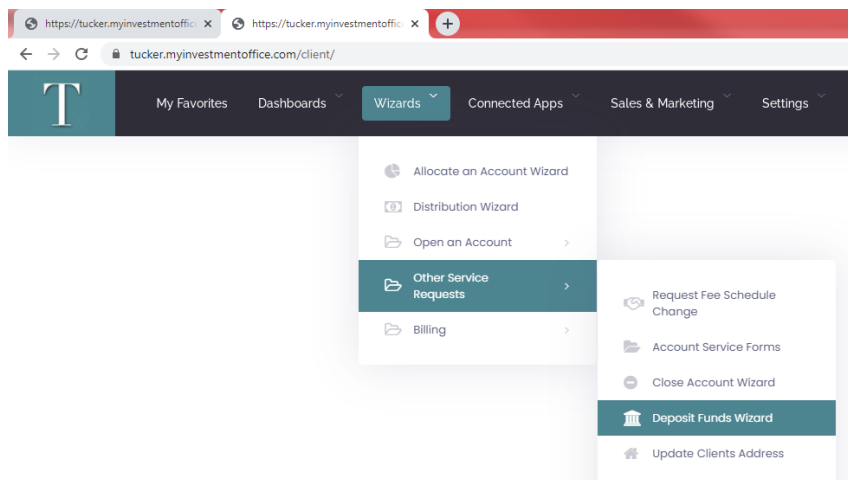 https://tucker.myinvestmentoffic
https://tucker.myinvestmentoffic
tucker.myinvestmentoffice.com/client/
T
My Favorites
Dashboards
Wizards
Connected Apps
Sales & Marketing
Settings
Allocate an Account Wizard
Distribution Wizard
Open an Account
Other Service
Requests
Billing
Request Fee Schedule
Change
Account Service Forms
Close Account Wizard
Deposit Funds Wizard
Update Clients Address